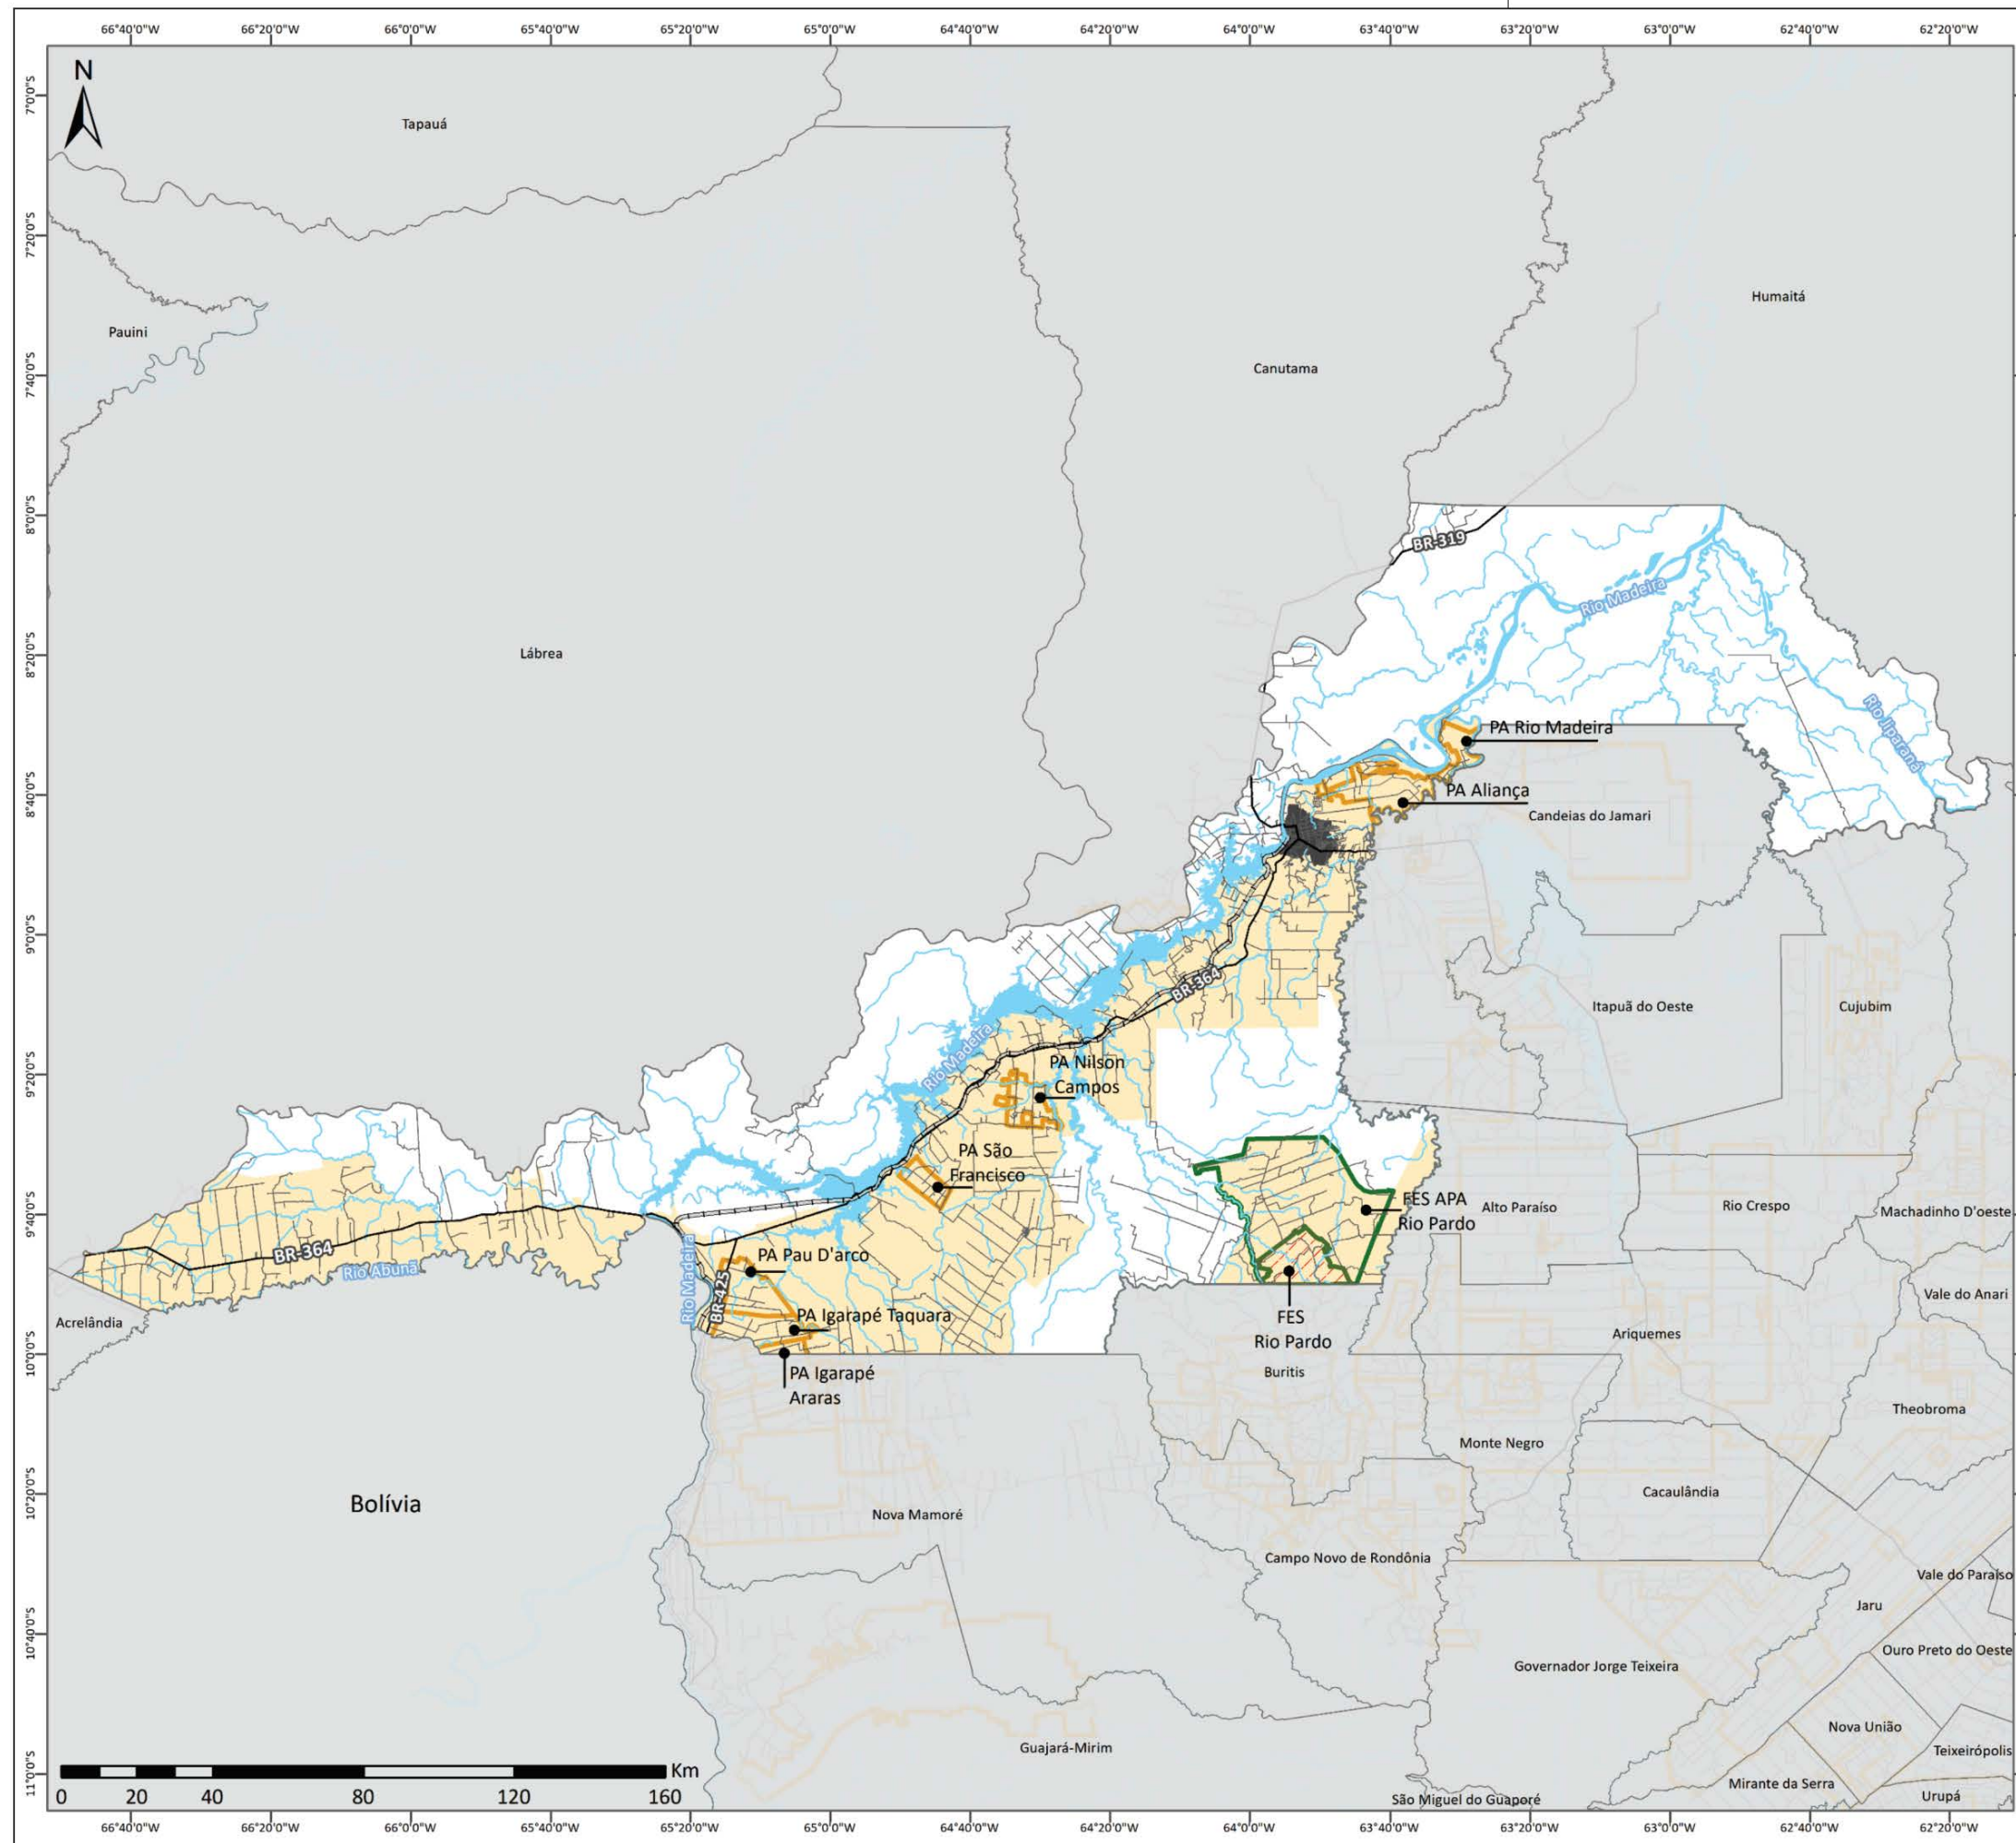 66°40'0"W 66°20'0"W 66°0'0"W 65°40'0"W 65°20'0"W 65°0'0"W 64°40'0"W 64°20'0"W 64°0'0"W 63°40'0"W 63°20'0"W 63°0'0"W 62°40'0"W 62°20'0"W
N
7°0'0"S
Tapauá
7°20'0"S
Humaitá
Pauini
7°40'0"S
Canutama
8°0'0"S
BR-319
Rio Madeira
Lábrea
8°20'0"S
Rio Jiparaná
PA Rio Madeira
8°40'0"S
PA Aliança
Candeias do Jamari
9°0'0"S
BR-364
Itapuã do Oeste
Cujubim
Rio Madeira
9°20'0"S
PA Nilson
Campos
PA São
Francisco
9°40'0"S
FES APA
Rio Pardo
Alto Paraíso
Rio Crespo
Machadinho D'oeste
BR-364
Rio Abunã
Rio Madeira
BR-425
PA Pau D'arco
Vale do Anari
Acrelândia
PA Igarapé Taquara
FES
Rio Pardo
Ariquemes
10°0'0"S
PA Igarapé
Araras
Buritis
Theobroma
Monte Negro
10°20'0"S
Bolívia
Cacaulândia
Nova Mamoré
Campo Novo de Rondônia
Vale do Paraíso
Jaru
10°40'0"S
Ouro Preto do Oeste
Governador Jorge Teixeira
Nova União
Guajará-Mirim
Teixeirópolis
11°0'0"S
Km
Mirante da Serra
0 20 40 80 120 160
São Miguel do Guaporé
Urupá
66°40'0"W 66°20'0"W 66°0'0"W 65°40'0"W 65°20'0"W 65°0'0"W 64°40'0"W 64°20'0"W 64°0'0"W 63°40'0"W 63°20'0"W 63°0'0"W 62°40'0"W 62°20'0"W